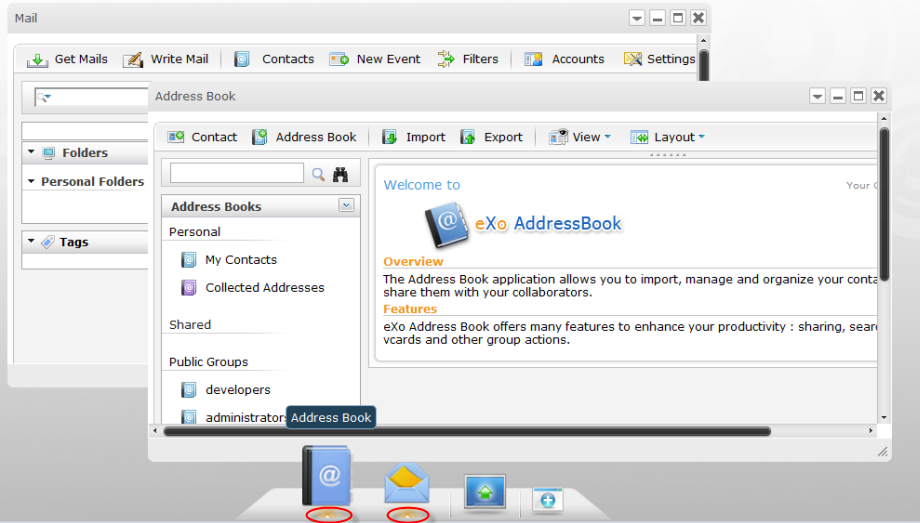 Mail
Get Mails Write Mail Contacts New Event Filters Accounts Settings
Address Book
Contact Address Book Import Export View Layout
Folders
Personal Folders
Tags
Address Books
Personal
My Contacts
Collected Addresses
Shared
Public Groups
developers
administrator
Address Book
Welcome to
Your
eXo AddressBook
Overview
The Address Book application allows you to import, manage and organize your conta
share them with your collaborators.
Features
eXo Address Book offers many features to enhance your productivity : sharing, sear
vcards and other group actions.